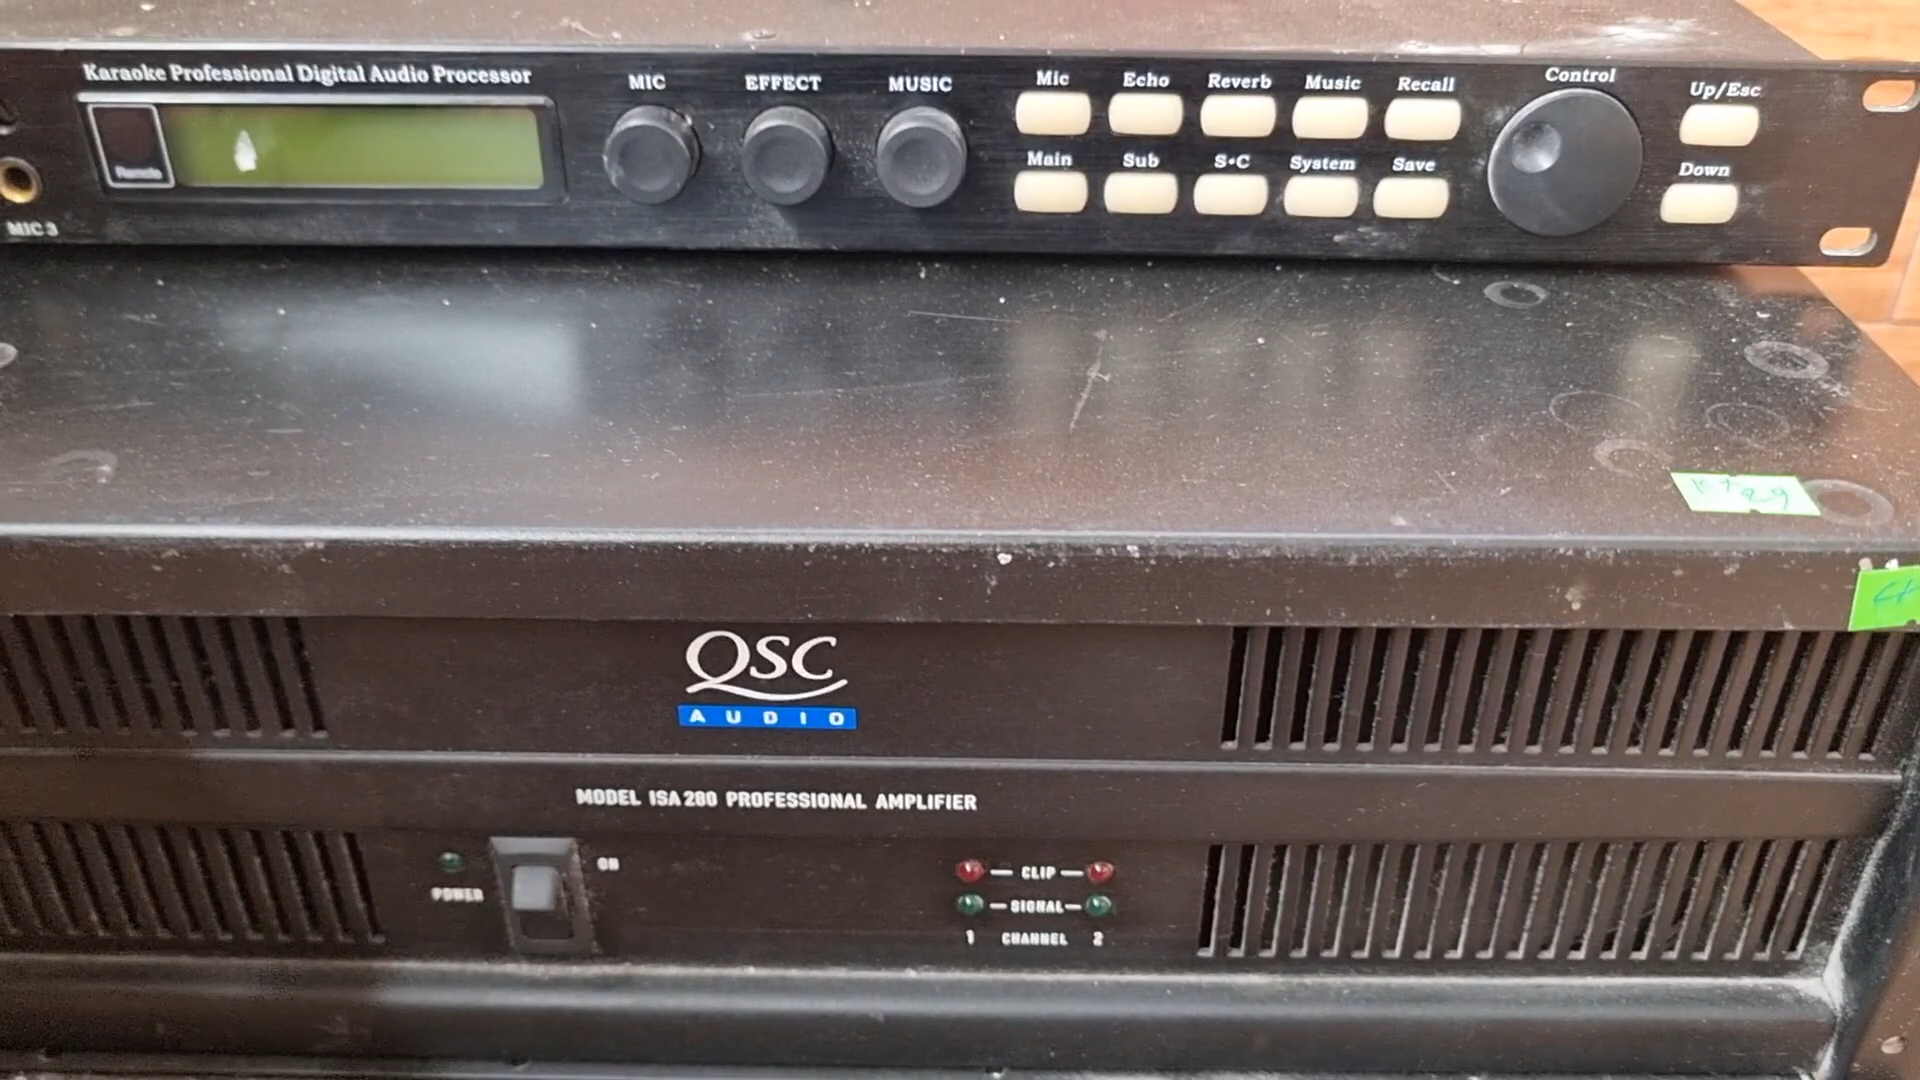 Karaoke Professional Digital Audio Processor
Remote
MIC 3
MIC EFFECT MUSIC
Mic Echo Reverb Music Recall
Main Sub S•C System Save
Control
Up/Esc
Down
QSC
AUDIO
MODEL ISA 280 PROFESSIONAL AMPLIFIER
POWER
ON
CLIP
SIGNAL
1 CHANNEL 2